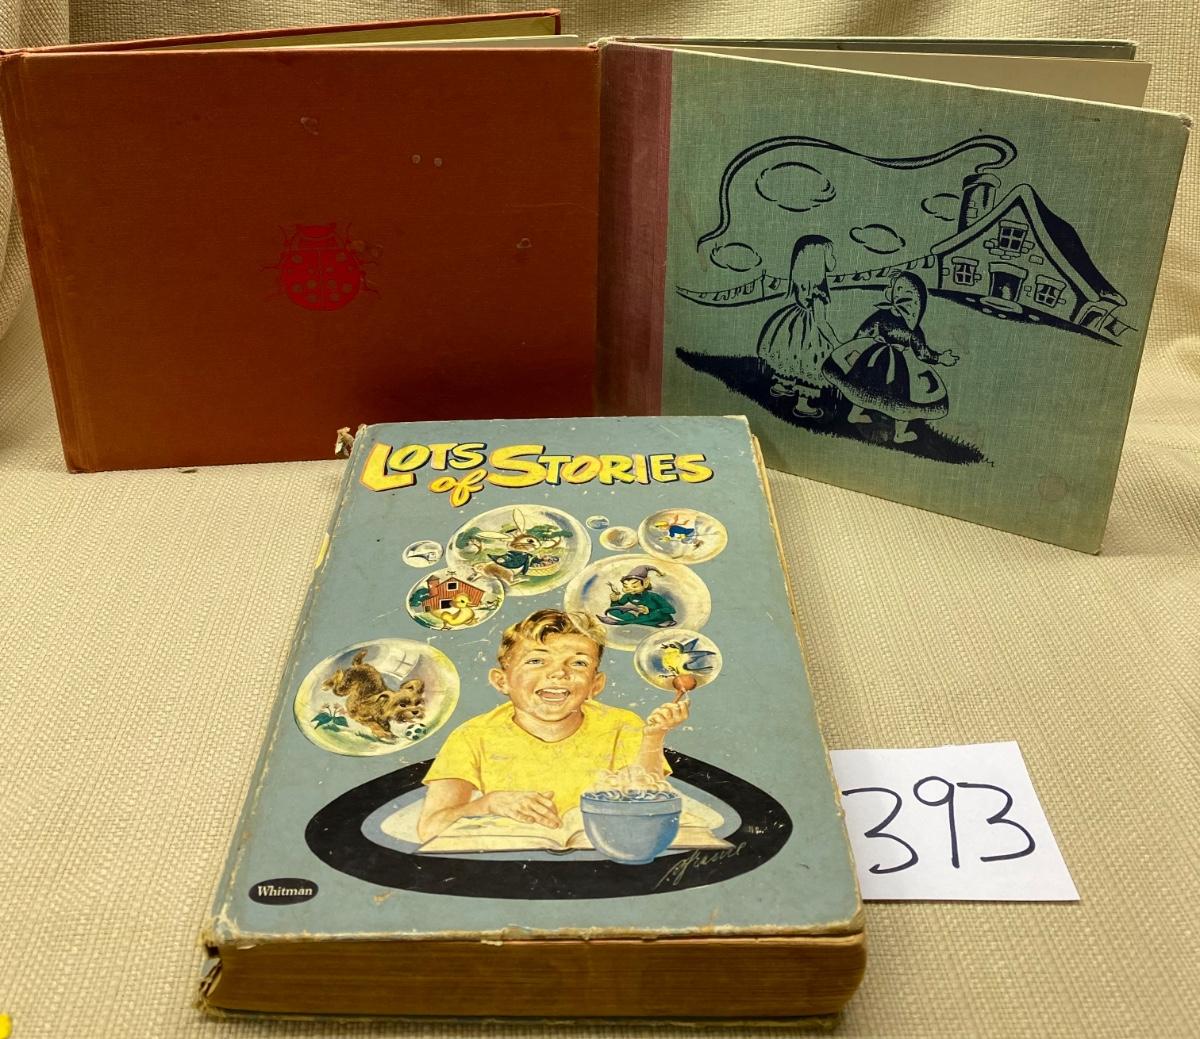 LOTS
of STORIES
Whitman
393